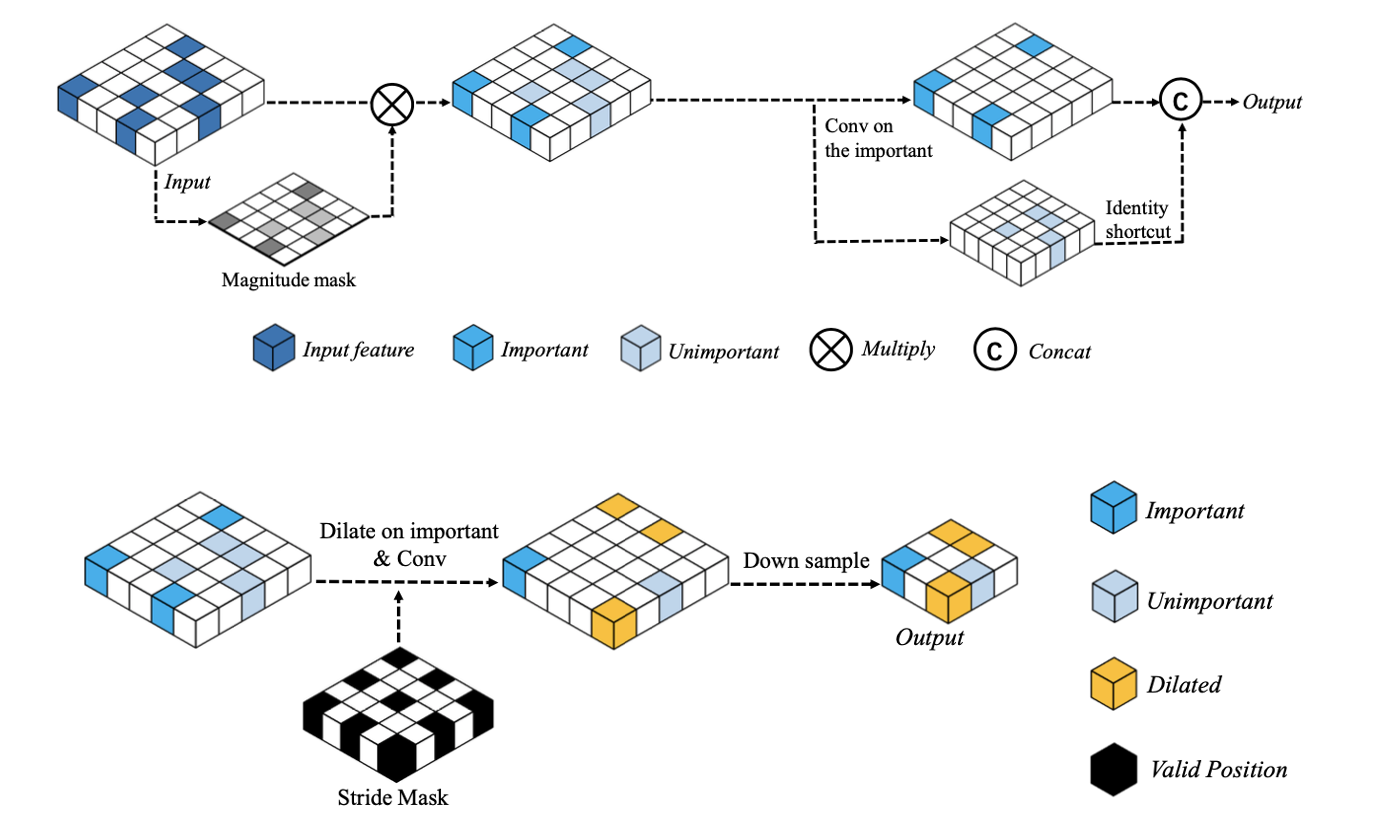 Conv on
the important
C
Output
Input
Identity
shortcut
Magnitude mask
Input feature
Important
Unimportant
Multiply
C
Concat
Dilate on important
& Conv
Down sample
Output
Stride Mask
Important
Unimportant
Dilated
Valid Position